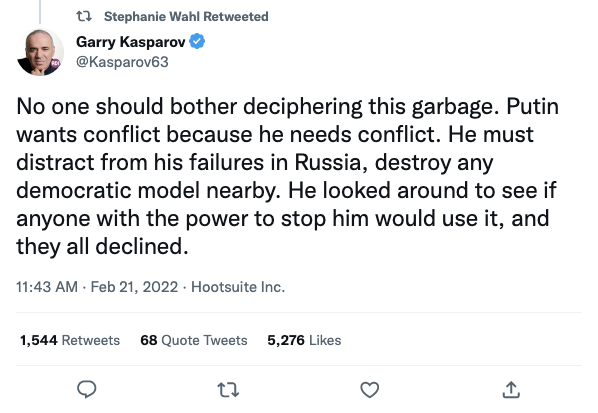 Stephanie Wahl Retweeted
Garry Kasparov
@Kasparov63
No one should bother deciphering this garbage. Putin
wants conflict because he needs conflict. He must
distract from his failures in Russia, destroy any
democratic model nearby. He looked around to see if
anyone with the power to stop him would use it, and
they all declined.
11:43 AM · Feb 21, 2022 · Hootsuite Inc.
1,544 Retweets 68 Quote Tweets 5,276 Likes